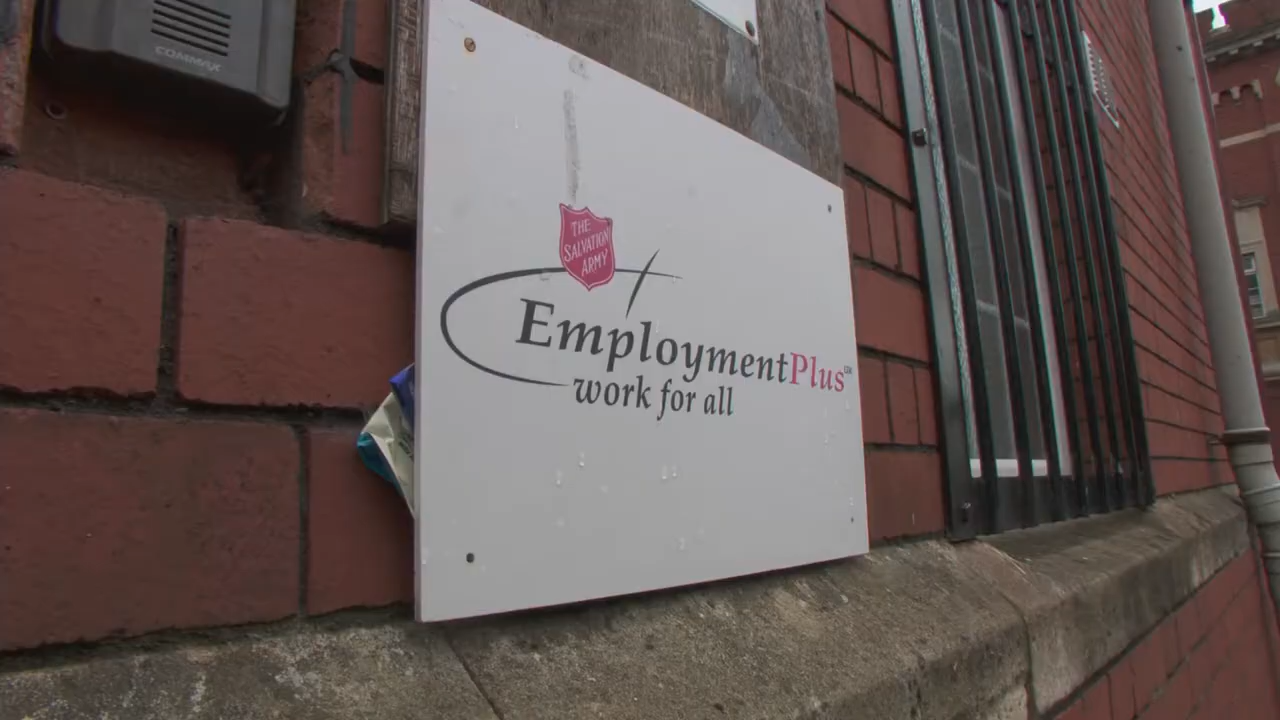 COMMAX
THE
SALVATION
ARMY
EmploymentPlus
work for all